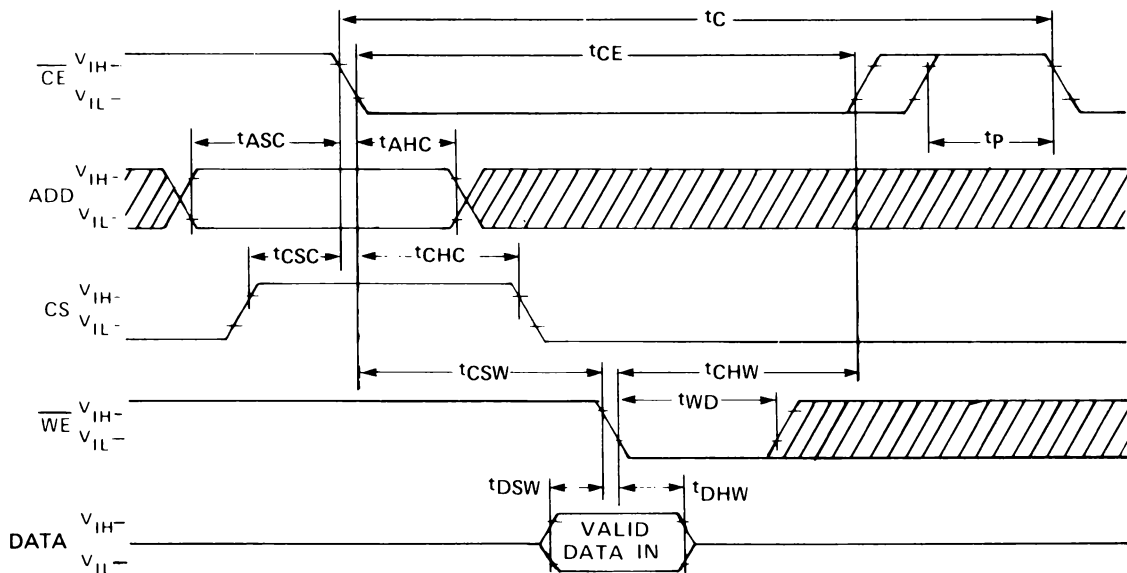 tC
tCE
CE VIH
VIL
tP
tASC
tAHC
VIH
ADD
VIL
tCSC
tCHC
VIH
CS
VIL
tCSW
tCHW
tWD
WE VIH
VIL
tDSW
tDHW
VIH
DATA
VIL
VALID
DATA IN